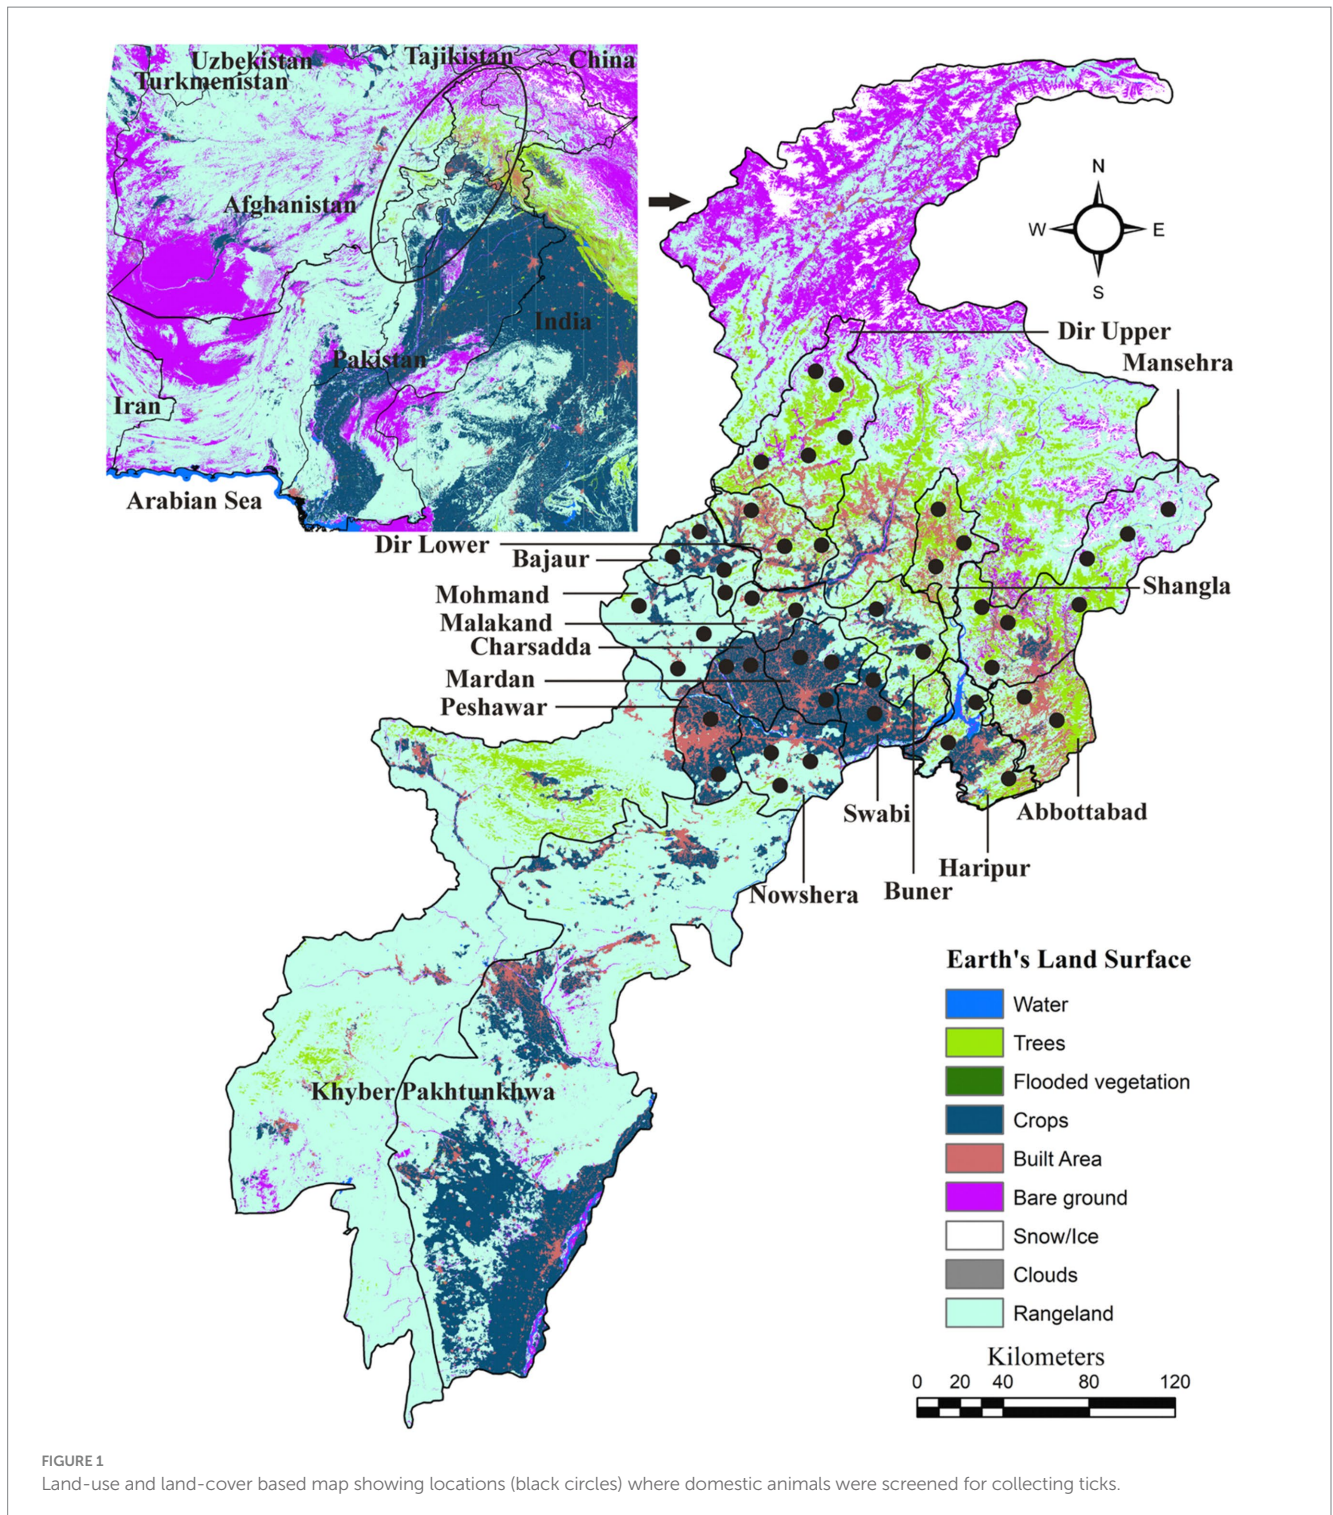 Uzbekistan
Turkmenistan
Tajikistan
China
Afghanistan
India
Pakistan
Iran
Arabian Sea
N
W
E
S
Dir Upper
Mansehra
Dir Lower
Bajaur
Mohmand
Malakand
Charsadda
Mardan
Peshawar
Shangla
Swabi
Abbottabad
Haripur
Nowshera
Buner
Khyber Pakhtunkhwa
Earth's Land Surface
Water
Trees
Flooded vegetation
Crops
Built Area
Bare ground
Snow/Ice
Clouds
Rangeland
Kilometers
0 20 40 80 120
FIGURE 1
Land-use and land-cover based map showing locations (black circles) where domestic animals were screened for collecting ticks.